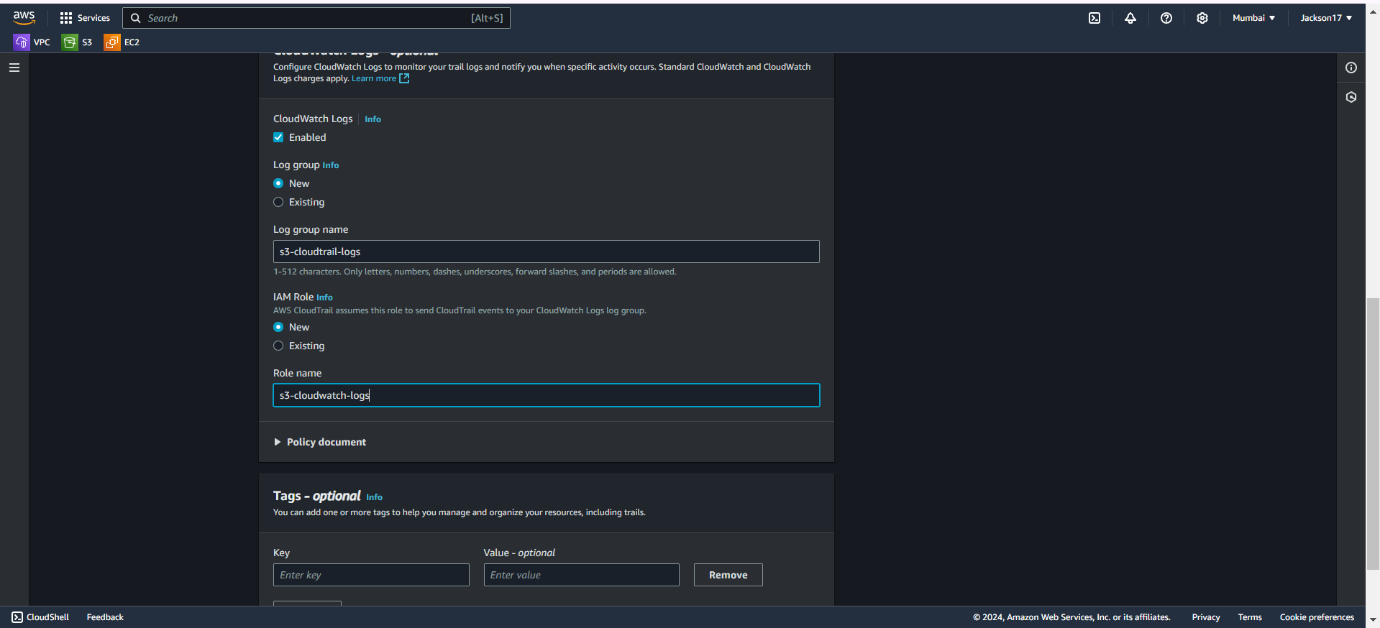 aws
Services
Search
[Alt+S]
Mumbai ▼
Jackson17 ▼
VPC
S3
EC2
CloudWatch Logs - optional
Configure CloudWatch Logs to monitor your trail logs and notify you when specific activity occurs. Standard CloudWatch and CloudWatch
Logs charges apply. Learn more
CloudWatch Logs | Info
Enabled
Log group Info
New
Existing
Log group name
s3-cloudtrail-logs
1-512 characters. Only letters, numbers, dashes, underscores, forward slashes, and periods are allowed.
IAM Role Info
AWS CloudTrail assumes this role to send CloudTrail events to your CloudWatch Logs log group.
New
Existing
Role name
s3-cloudwatch-logs
Policy document
Tags - optional Info
You can add one or more tags to help you manage and organize your resources, including trails.
Key
Value - optional
Enter key
Enter value
Remove
CloudShell
Feedback
© 2024, Amazon Web Services, Inc. or its affiliates.
Privacy
Terms
Cookie preferences